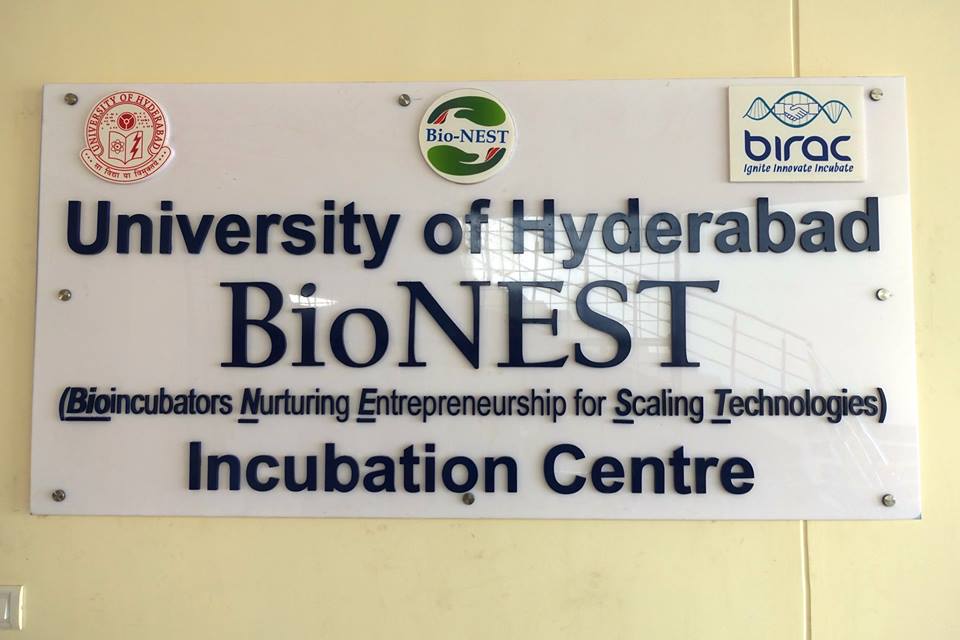 UNIVERSITY OF HYDERABAD
सा विद्या या विमुक्तये
Bio-NEST
birac
Ignite Innovate Incubate
University of Hyderabad
BioNEST
(Bioincubators Nurturing Entrepreneurship for Scaling Technologies)
Incubation Centre